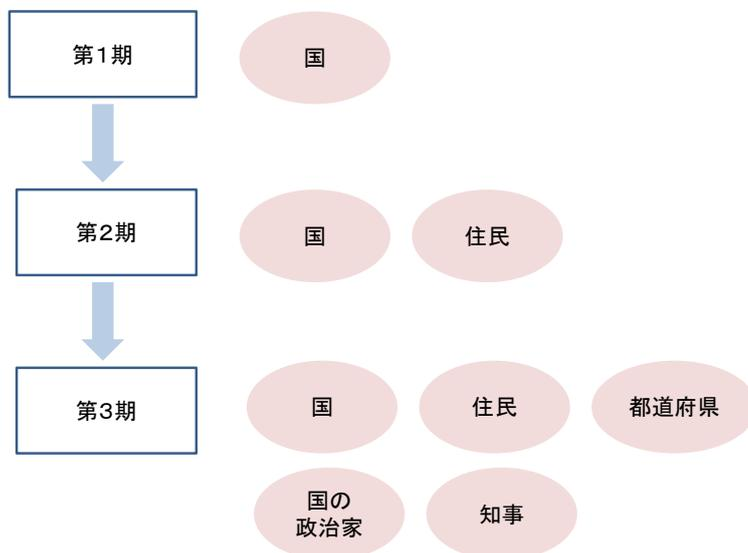 第１期
国
第２期
国
住民
第３期
国
住民
都道府県
国の
政治家
知事